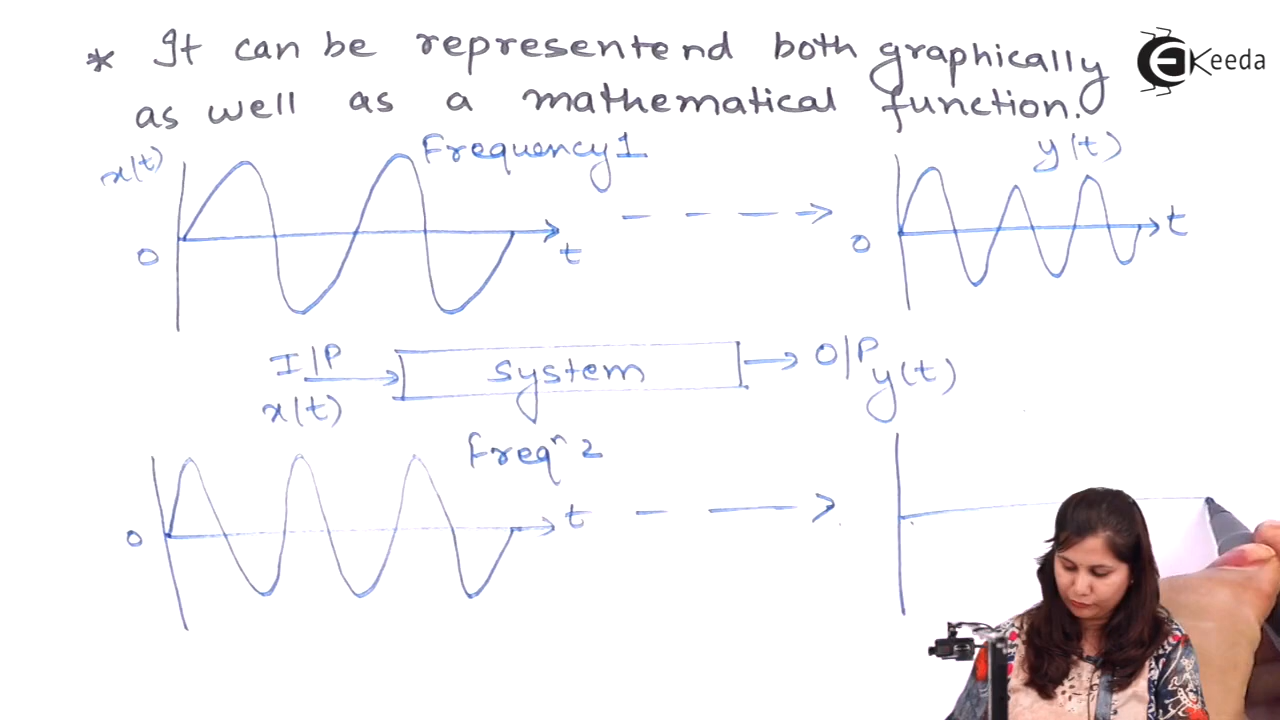 * It can be representend both graphically
as well as a mathematical function.
EKeeda
x(t)
Frequency 1
0
t
y(t)
0
t
I/P
x(t)
System
O/P
y(t)
Freqⁿ 2
0
t